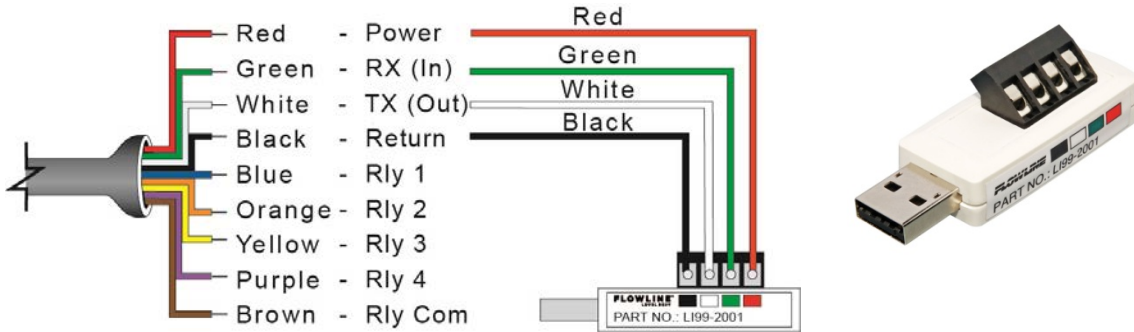 Red - Power
Red
Green - RX (In)
Green
White - TX (Out)
White
Black - Return
Black
Blue - Rly 1
Orange - Rly 2
Yellow - Rly 3
Purple - Rly 4
Brown - Rly Com
FLOWLINE
PART NO.: LI99-2001
FLOWLINE
PART NO.: LI99-2001